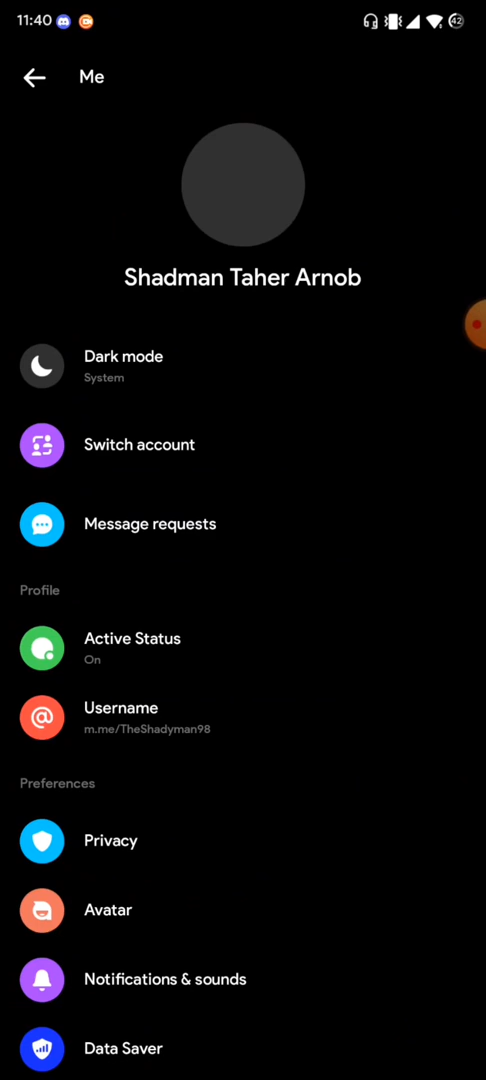 11:40
42
Me
Shadman Taher Arnob
Dark mode
System
Switch account
Message requests
Profile
Active Status
On
Username
m.me/TheShadyman98
Preferences
Privacy
Avatar
Notifications & sounds
Data Saver